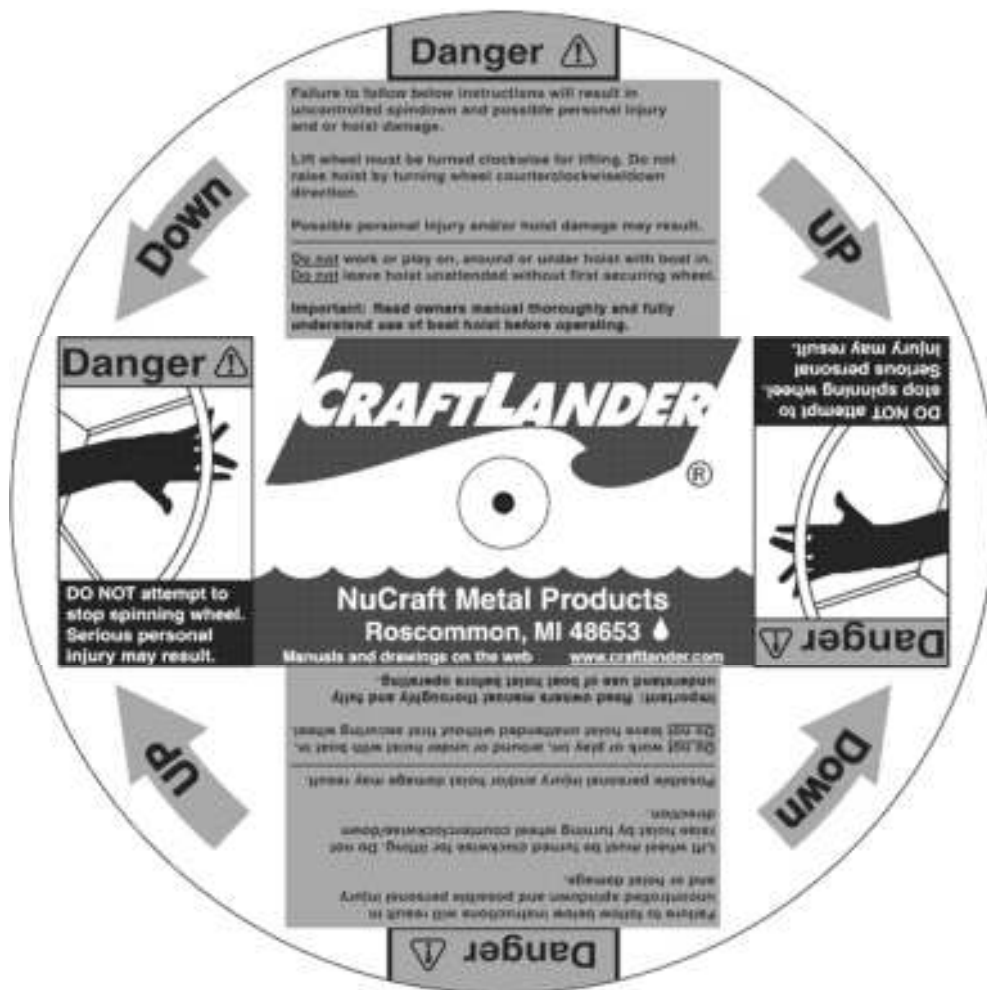 Danger
Failure to follow below instructions will result in
uncontrolled spindown and possible personal injury
and or hoist damage.
Lift wheel must be turned clockwise for lifting. Do not
raise hoist by turning wheel counterclockwise/down
direction.
Possible personal injury and/or hoist damage may result.
Do not work or play on, around or under hoist with boat in.
Do not leave hoist unattended without first securing wheel.
Important: Read owners manual thoroughly and fully
understand use of boat hoist before operating.
Down
UP
Danger
DO NOT attempt to
stop spinning wheel.
Serious personal
injury may result.
CRAFTLANDER
®
NuCraft Metal Products
Roscommon, MI 48653
Manuals and drawings on the web www.craftlander.com
Danger
DO NOT attempt to
stop spinning wheel.
Serious personal
injury may result.
UP
Down
Danger
Failure to follow below instructions will result in
uncontrolled spindown and possible personal injury
and or hoist damage.
Lift wheel must be turned clockwise for lifting. Do not
raise hoist by turning wheel counterclockwise/down
direction.
Possible personal injury and/or hoist damage may result.
Do not work or play on, around or under hoist with boat in.
Do not leave hoist unattended without first securing wheel.
Important: Read owners manual thoroughly and fully
understand use of boat hoist before operating.